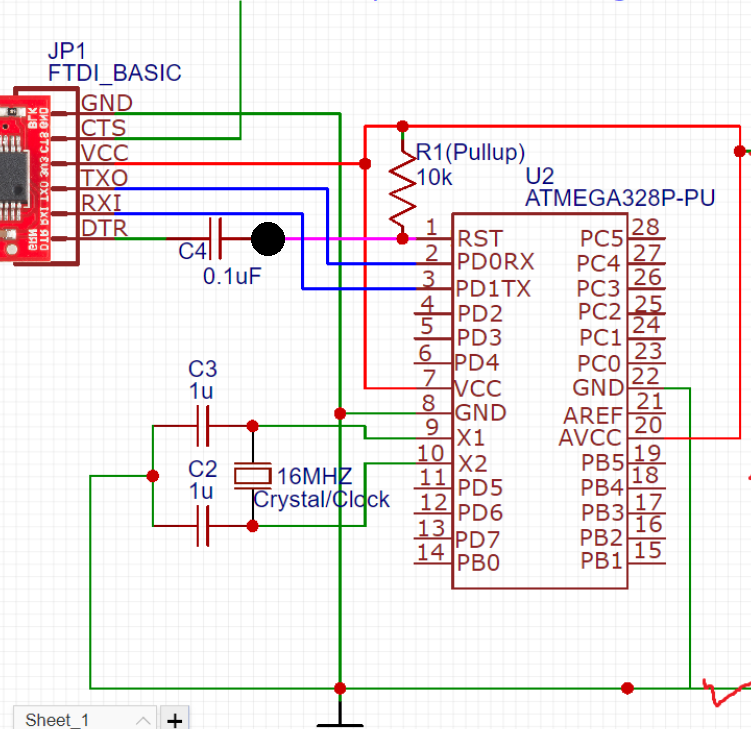 JP1
FTDI_BASIC
GND
CTS
VCC
TXO
RXI
DTR
C4
0.1uF
R1(Pullup)
10k
U2
ATMEGA328P-PU
1 RST PC5 28
2 PD0RX PC4 27
3 PD1TX PC3 26
4 PD2 PC2 25
5 PD3 PC1 24
6 PD4 PC0 23
7 VCC GND 22
8 GND AREF 21
9 X1 AVCC 20
10 X2 PB5 19
11 PD5 PB4 18
12 PD6 PB3 17
13 PD7 PB2 16
14 PB0 PB1 15
C3
1u
C2
1u
16MHZ
Crystal/Clock
Sheet_1